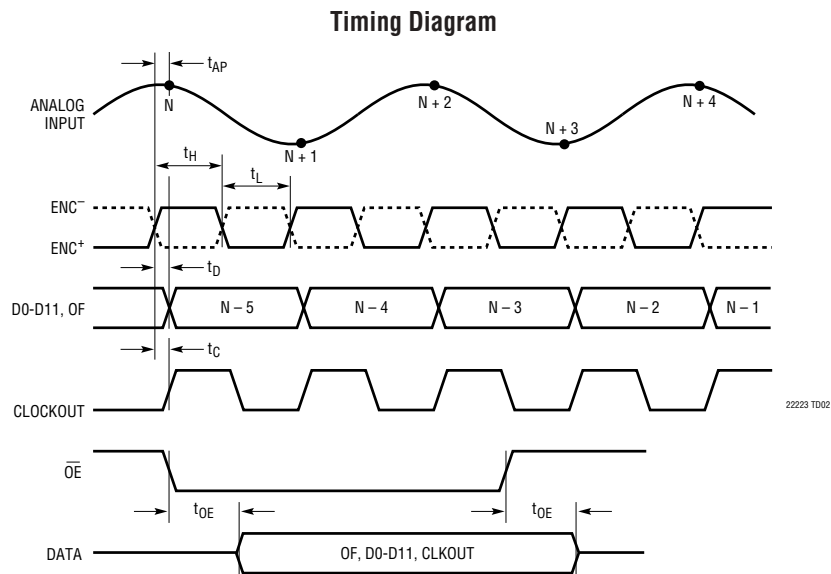 Timing Diagram
tAP
ANALOG
INPUT
N
N + 1
N + 2
N + 3
N + 4
tH
tL
ENC–
ENC+
tD
D0-D11, OF
N – 5
N – 4
N – 3
N – 2
N – 1
tC
CLOCKOUT
22223 TD02
OE
tOE
tOE
DATA
OF, D0-D11, CLKOUT